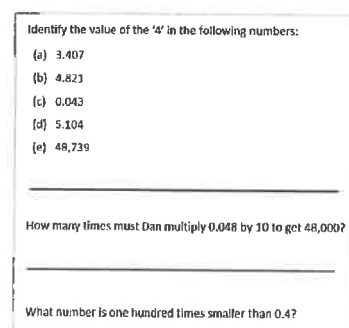 Identify the value of the '4' in the following numbers:
(a) 3.407
(b) 4.821
(c) 0.043
(d) 5.104
(e) 48,739
How many times must Dan multiply 0.048 by 10 to get 48,000?
What number is one hundred times smaller than 0.4?